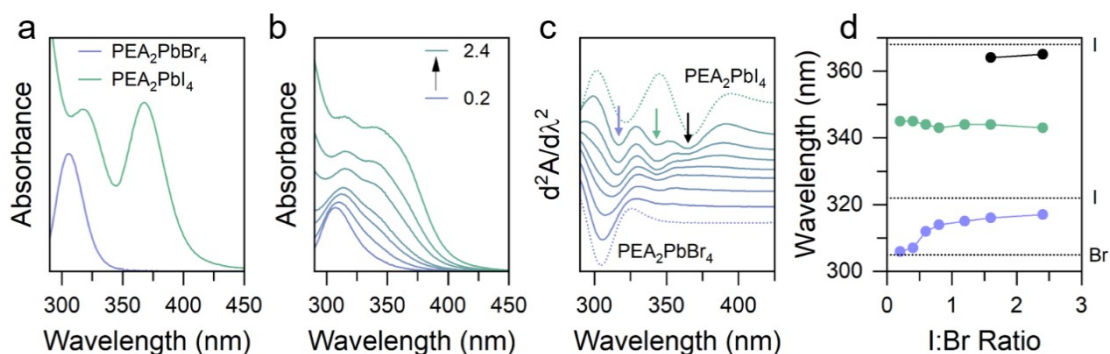 a
PEA₂PbBr₄
PEA₂PbI₄
Absorbance
300 350 400 450
Wavelength (nm)
b
2.4
0.2
Absorbance
300 350 400 450
Wavelength (nm)
c
PEA₂PbI₄
PEA₂PbBr₄
d²A/dλ²
300 350 400
Wavelength (nm)
d
I
I
Br
360
340
320
300
Wavelength (nm)
0 1 2 3
I:Br Ratio